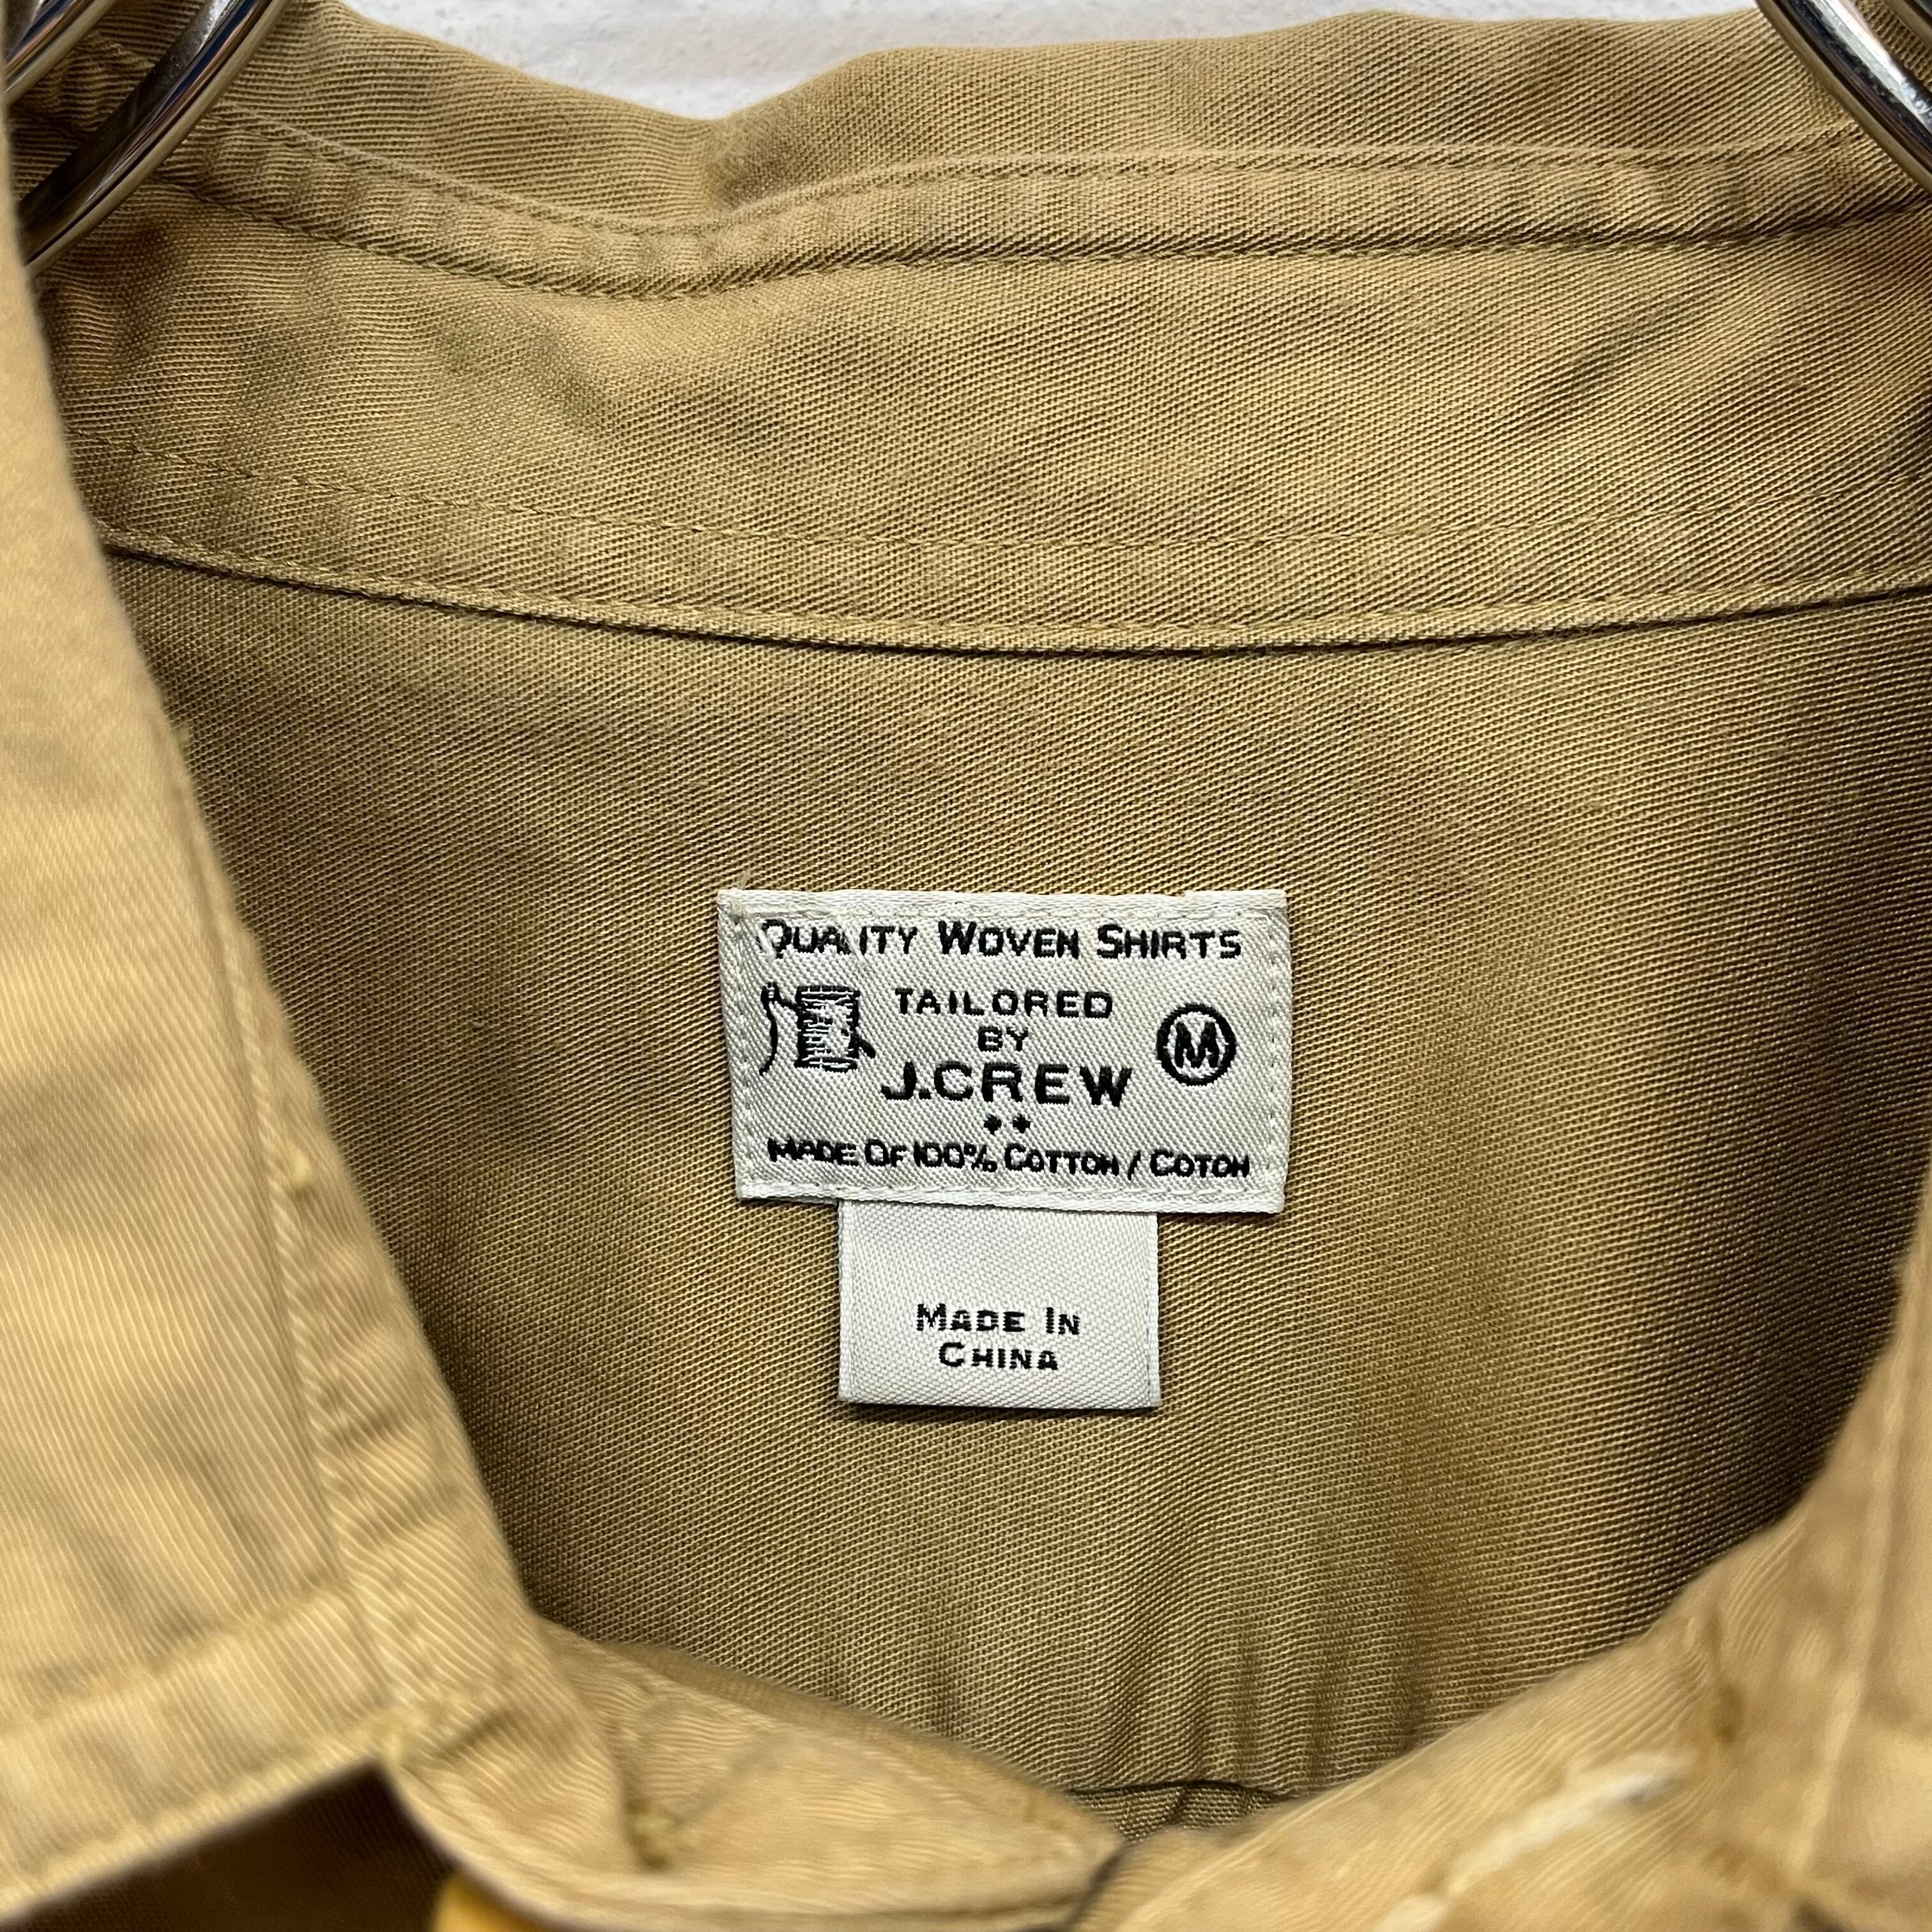 QUALITY WOVEN SHIRTS
TAILORED
BY
J.CREW
M
MADE OF 100% COTTON / COTON
MADE IN
CHINA